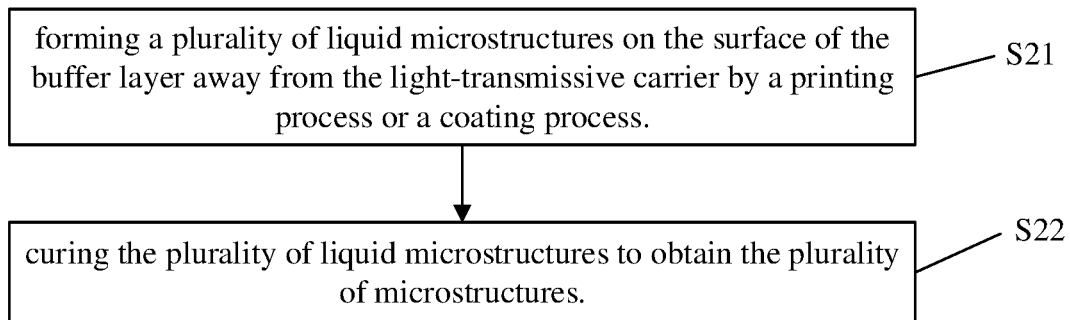 forming a plurality of liquid microstructures on the surface of the
buffer layer away from the light-transmissive carrier by a printing
process or a coating process.
S21
curing the plurality of liquid microstructures to obtain the plurality
of microstructures.
S22